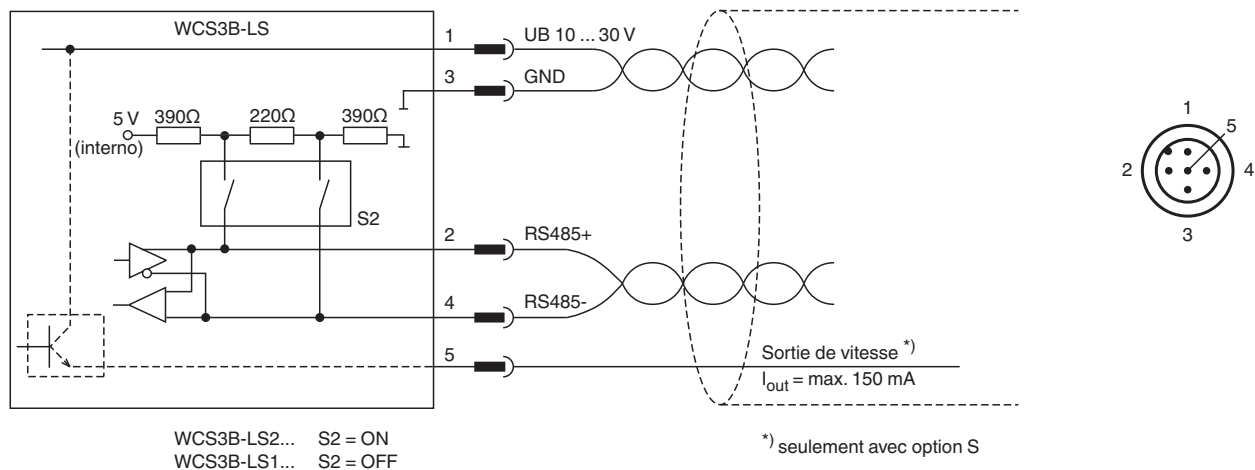 WCS3B-LS
1
UB 10 ... 30 V
3
GND
5 V
(interno)
390Ω
220Ω
390Ω
S2
2
RS485+
4
RS485-
5
Sortie de vitesse *)
Iout = max. 150 mA
WCS3B-LS2... S2 = ON
WCS3B-LS1... S2 = OFF
*) seulement avec option S
1
5
2
4
3